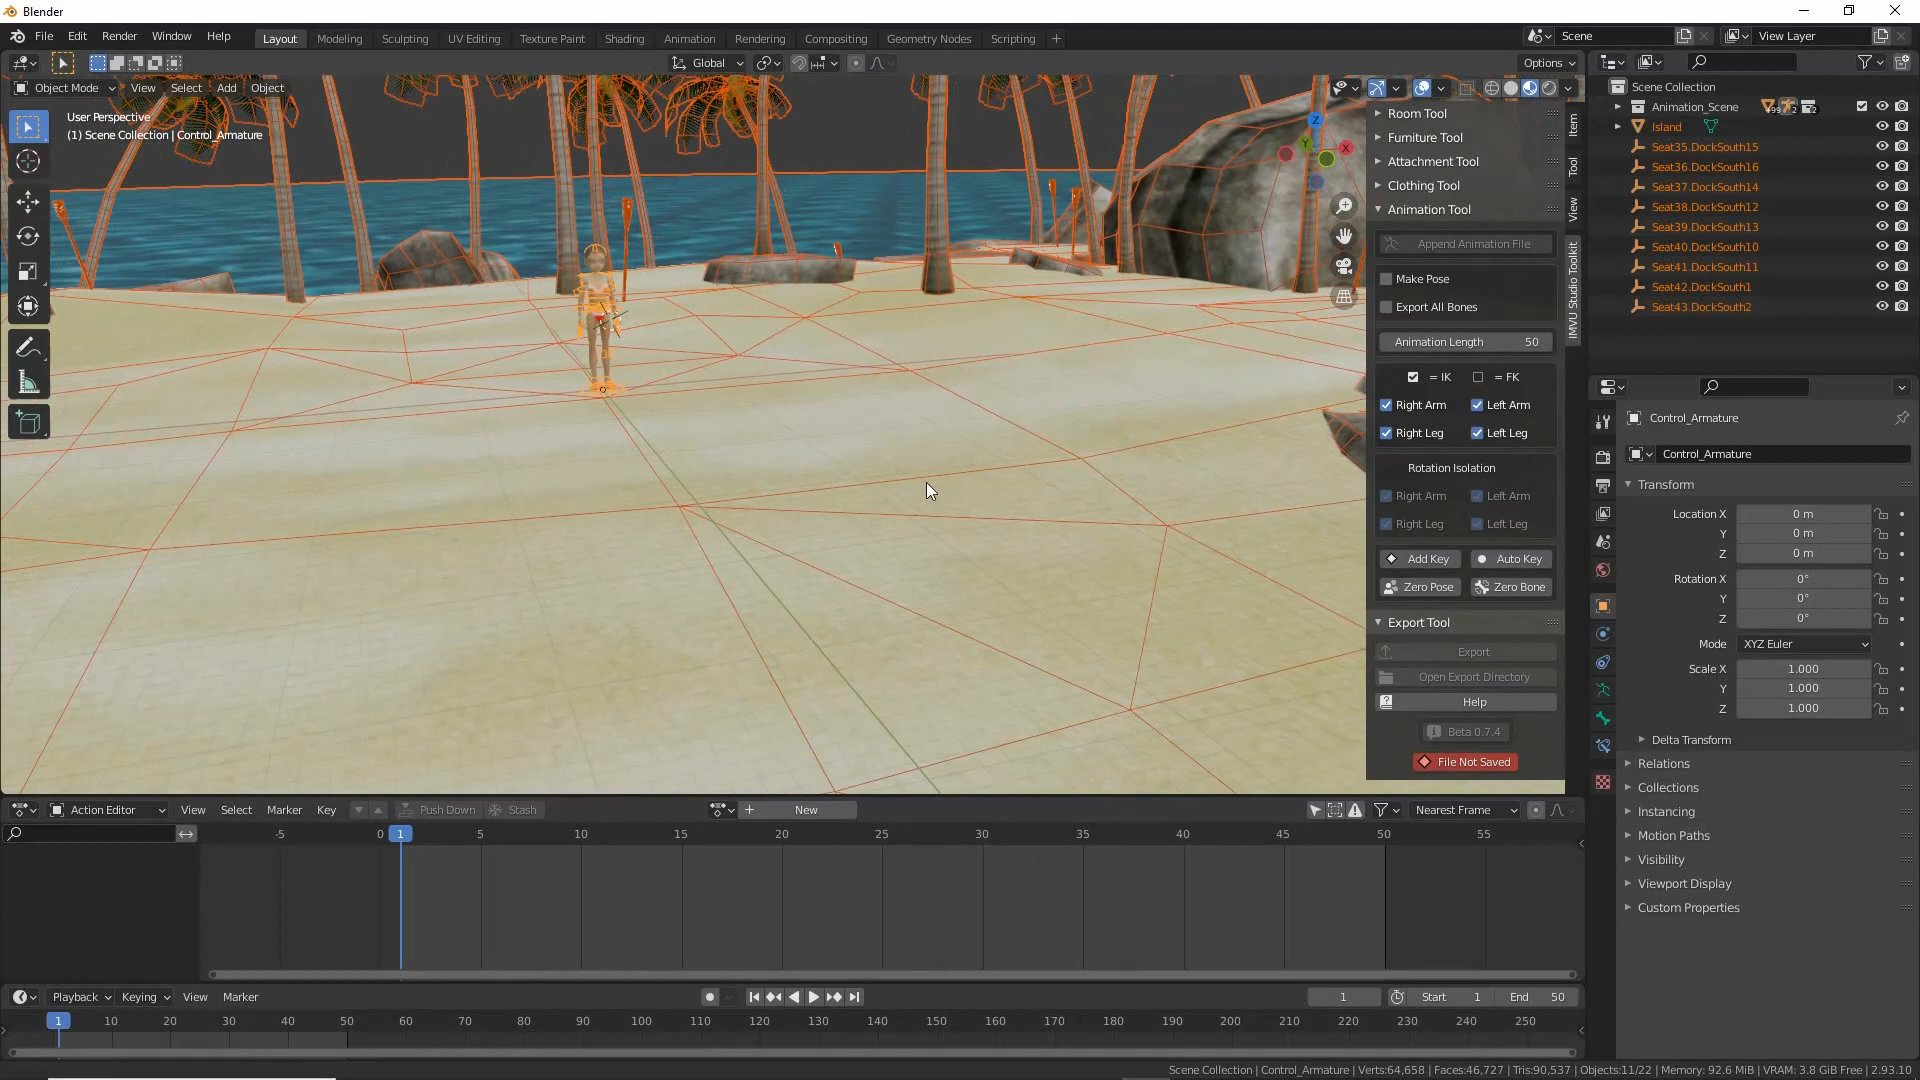 Blender
File Edit Render Window Help
Layout Modeling Sculpting UV Editing Texture Paint Shading Animation Rendering Compositing Geometry Nodes Scripting
Scene View Layer
Global Options
Object Mode View Select Add Object
User Perspective
(1) Scene Collection | Control_Armature
Z
Y
X
Room Tool
Furniture Tool
Attachment Tool
Clothing Tool
Animation Tool
Append Animation File
Make Pose
Export All Bones
Animation Length 50
= IK = FK
Right Arm Left Arm
Right Leg Left Leg
Rotation Isolation
Right Arm Left Arm
Right Leg Left Leg
Add Key Auto Key
Zero Pose Zero Bone
Export Tool
Export
Open Export Directory
Help
Beta 0.7.4
File Not Saved
Item
Tool
View
IMVU Studio Toolkit
Scene Collection
Animation_Scene +99 2 2
Island
Seat35.DockSouth15
Seat36.DockSouth16
Seat37.DockSouth14
Seat38.DockSouth12
Seat39.DockSouth13
Seat40.DockSouth10
Seat41.DockSouth11
Seat42.DockSouth1
Seat43.DockSouth2
Control_Armature
Control_Armature
Transform
Location X 0 m
Y 0 m
Z 0 m
Rotation X 0°
Y 0°
Z 0°
Mode XYZ Euler
Scale X 1.000
Y 1.000
Z 1.000
Delta Transform
Relations
Collections
Instancing
Motion Paths
Visibility
Viewport Display
Custom Properties
Action Editor View Select Marker Key Push Down Stash New Nearest Frame
-5 0 1 5 10 15 20 25 30 35 40 45 50 55
Playback Keying View Marker 1 Start 1 End 50
1 10 20 30 40 50 60 70 80 90 100 110 120 130 140 150 160 170 180 190 200 210 220 230 240 250
Scene Collection | Control_Armature | Verts:64,658 | Faces:46,727 | Tris:90,537 | Objects:11/22 | Memory: 92.6 MiB | VRAM: 3.8 GiB Free | 2.93.10